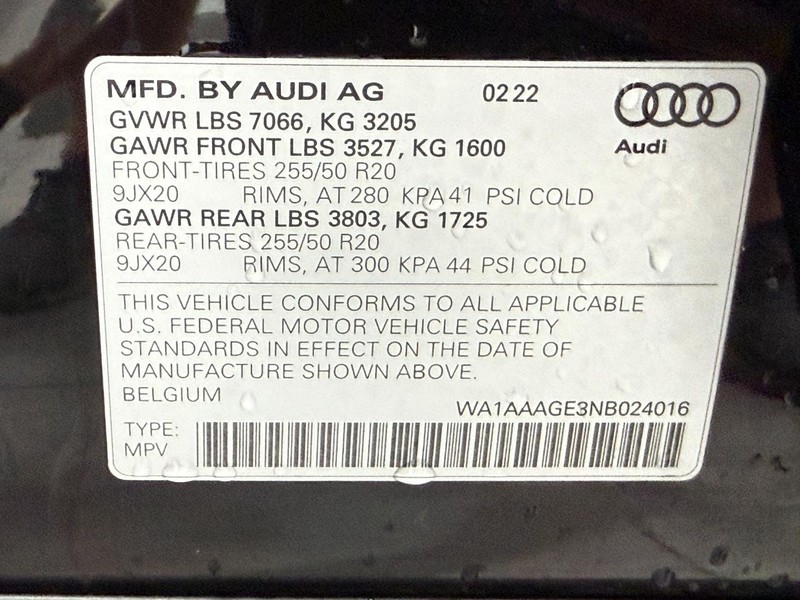 MFD. BY AUDI AG 0222
GVWR LBS 7066, KG 3205
GAWR FRONT LBS 3527, KG 1600
Audi
FRONT-TIRES 255/50 R20
9JX20 RIMS, AT 280 KPA 41 PSI COLD
GAWR REAR LBS 3803, KG 1725
REAR-TIRES 255/50 R20
9JX20 RIMS, AT 300 KPA 44 PSI COLD
THIS VEHICLE CONFORMS TO ALL APPLICABLE
U.S. FEDERAL MOTOR VEHICLE SAFETY
STANDARDS IN EFFECT ON THE DATE OF
MANUFACTURE SHOWN ABOVE.
BELGIUM
WA1AAAGE3NB024016
TYPE:
MPV